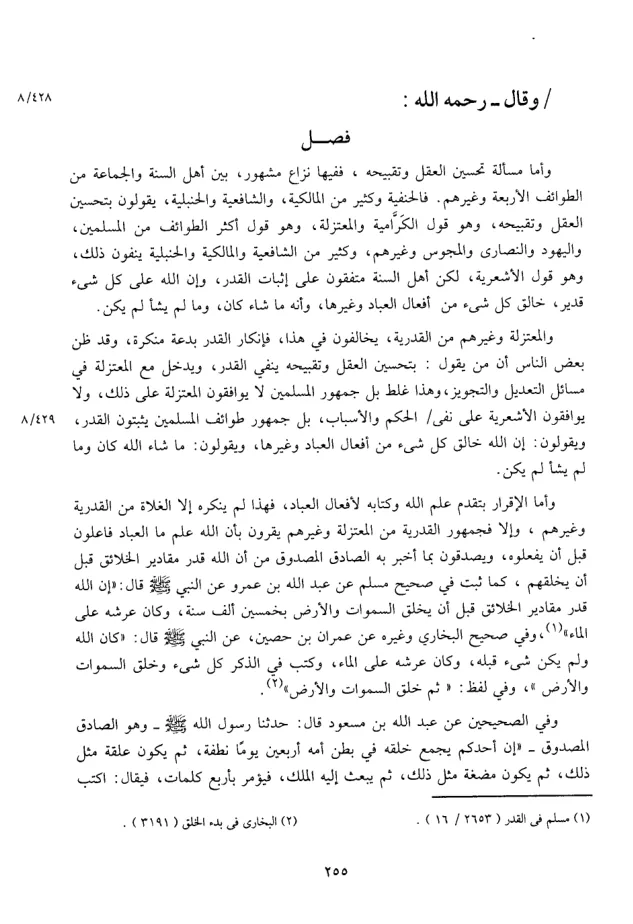 / وقال ـ رحمه الله :
٨/٤٢٨
فصــل
وأما مسألة تحسين العقل وتقبيحه ، ففيها نزاع مشهور، بين أهل السنة والجماعة من
الطوائف الأربعة وغيرهم. فالحنفية وكثير من المالكية، والشافعية والحنبلية، يقولون بتحسين
العقل وتقبيحه، وهو قول الكَرَّامية والمعتزلة، وهو قول أكثر الطوائف من المسلمين،
واليهود والنصارى والمجوس وغيرهم، وكثير من الشافعية والمالكية والحنبلية ينفون ذلك،
وهو قول الأشعرية، لكن أهل السنة متفقون على إثبات القدر، وإن الله على كل شىء
قدير، خالق كل شىء من أفعال العباد وغيرها، وأنه ما شاء كان، وما لم يشأ لم يكن.
والمعتزلة وغيرهم من القدرية، يخالفون في هذا، فإنكار القدر بدعة منكرة، وقد ظن
بعض الناس أن من يقول : بتحسين العقل وتقبيحه ينفي القدر، ويدخل مع المعتزلة في
مسائل التعديل والتجويز، وهذا غلط بل جمهور المسلمين لا يوافقون المعتزلة على ذلك، ولا
يوافقون الأشعرية على نفى/ الحكم والأسباب، بل جمهور طوائف المسلمين يثبتون القدر،
٨/٤٢٩
ويقولون: إن الله خالق كل شىء من أفعال العباد وغيرها، ويقولون: ما شاء الله كان وما
لم يشأ لم يكن.
وأما الإقرار بتقدم علم الله وكتابه لأفعال العباد، فهذا لم ينكره إلا الغلاة من القدرية
وغيرهم ، وإلا فجمهور القدرية من المعتزلة وغيرهم يقرون بأن الله علم ما العباد فاعلون
قبل أن يفعلوه، ويصدقون بما أخبر به الصادق المصدوق من أن الله قدر مقادير الخلائق قبل
أن يخلقهم ، كما ثبت في صحيح مسلم عن عبد الله بن عمرو عن النبي ﷺ قال: «إن الله
قدر مقادير الخلائق قبل أن يخلق السموات والأرض بخمسين ألف سنة، وكان عرشه على
الماء»(١)، وفي صحيح البخاري وغيره عن عمران بن حصين، عن النبي ﷺ قال: «كان الله
ولم يكن شىء قبله، وكان عرشه على الماء، وكتب في الذكر كل شىء وخلق السموات
والأرض »، وفي لفظ: « ثم خلق السموات والأرض»(٢).
وفي الصحيحين عن عبد الله بن مسعود قال: حدثنا رسول الله ﷺ ـ وهو الصادق
المصدوق ـ «إن أحدكم يجمع خلقه في بطن أمه أربعين يومًا نطفة، ثم يكون علقة مثل
ذلك، ثم يكون مضغة مثل ذلك، ثم يبعث إليه الملك، فيؤمر بأربع كلمات، فيقال: اكتب
(١) مسلم فى القدر ( ٢٦٥٣ / ١٦ ) .
(٢) البخارى فى بدء الخلق ( ٣١٩١ ) .
٢٥٥